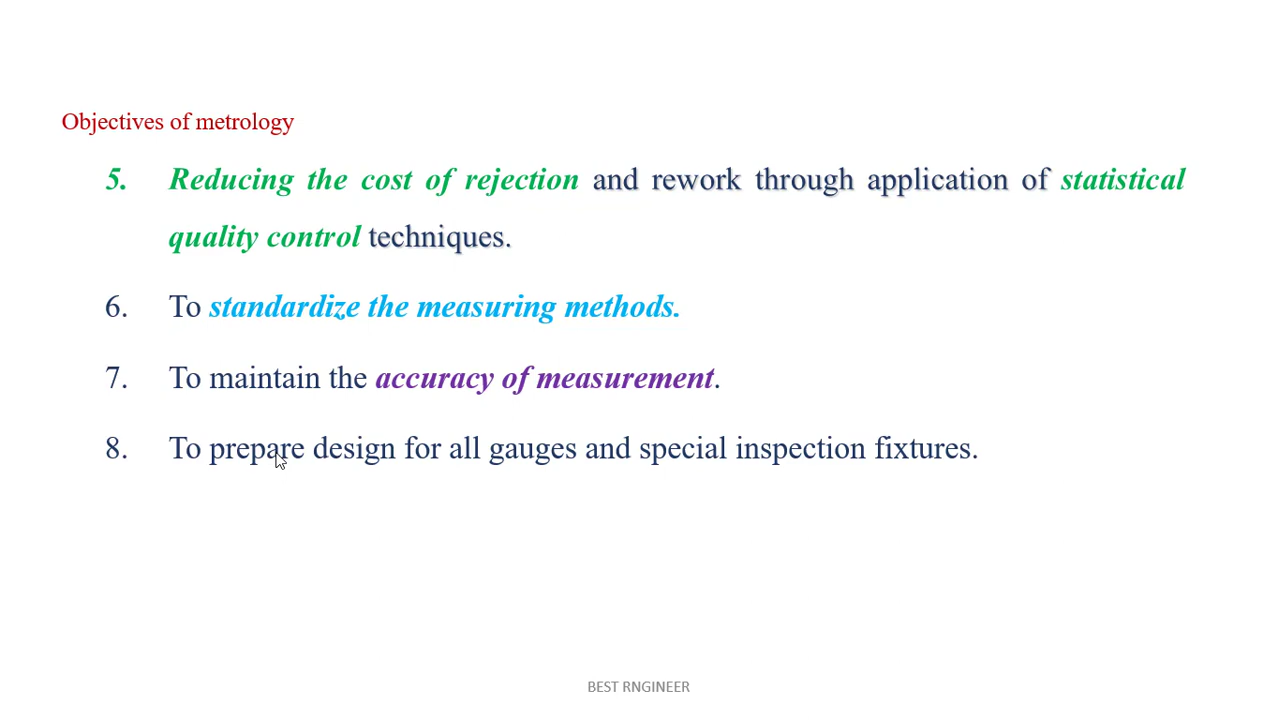 Objectives of metrology
5. Reducing the cost of rejection and rework through application of statistical
quality control techniques.
6. To standardize the measuring methods.
7. To maintain the accuracy of measurement.
8. To prepare design for all gauges and special inspection fixtures.
BEST RNGINEER